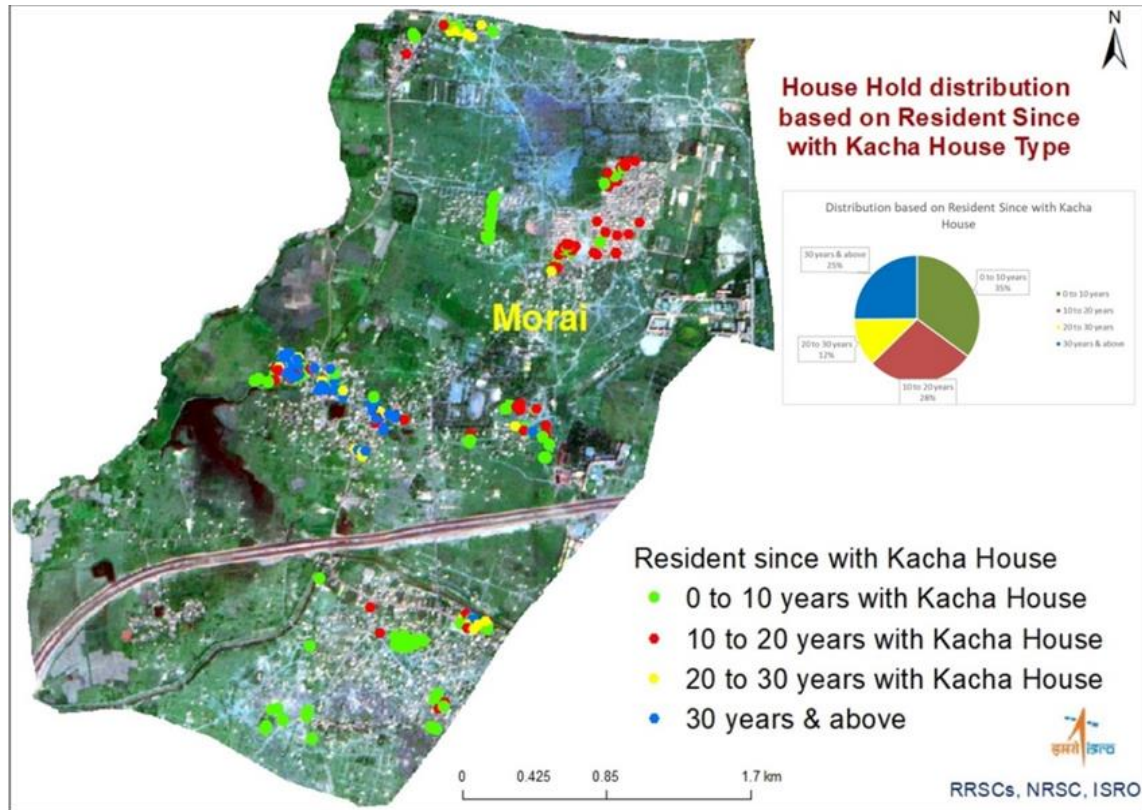 N
House Hold distribution
based on Resident Since
with Kacha House Type
Distribution based on Resident Since with Kacha
House
30 years & above
25%
0 to 10 years
35%
20 to 30 years
12%
10 to 20 years
28%
0 to 10 years
10 to 20 years
20 to 30 years
30 years & above
Morai
Resident since with Kacha House
0 to 10 years with Kacha House
10 to 20 years with Kacha House
20 to 30 years with Kacha House
30 years & above
0 0.425 0.85 1.7 km
इसरो isro
RRSCs, NRSC, ISRO